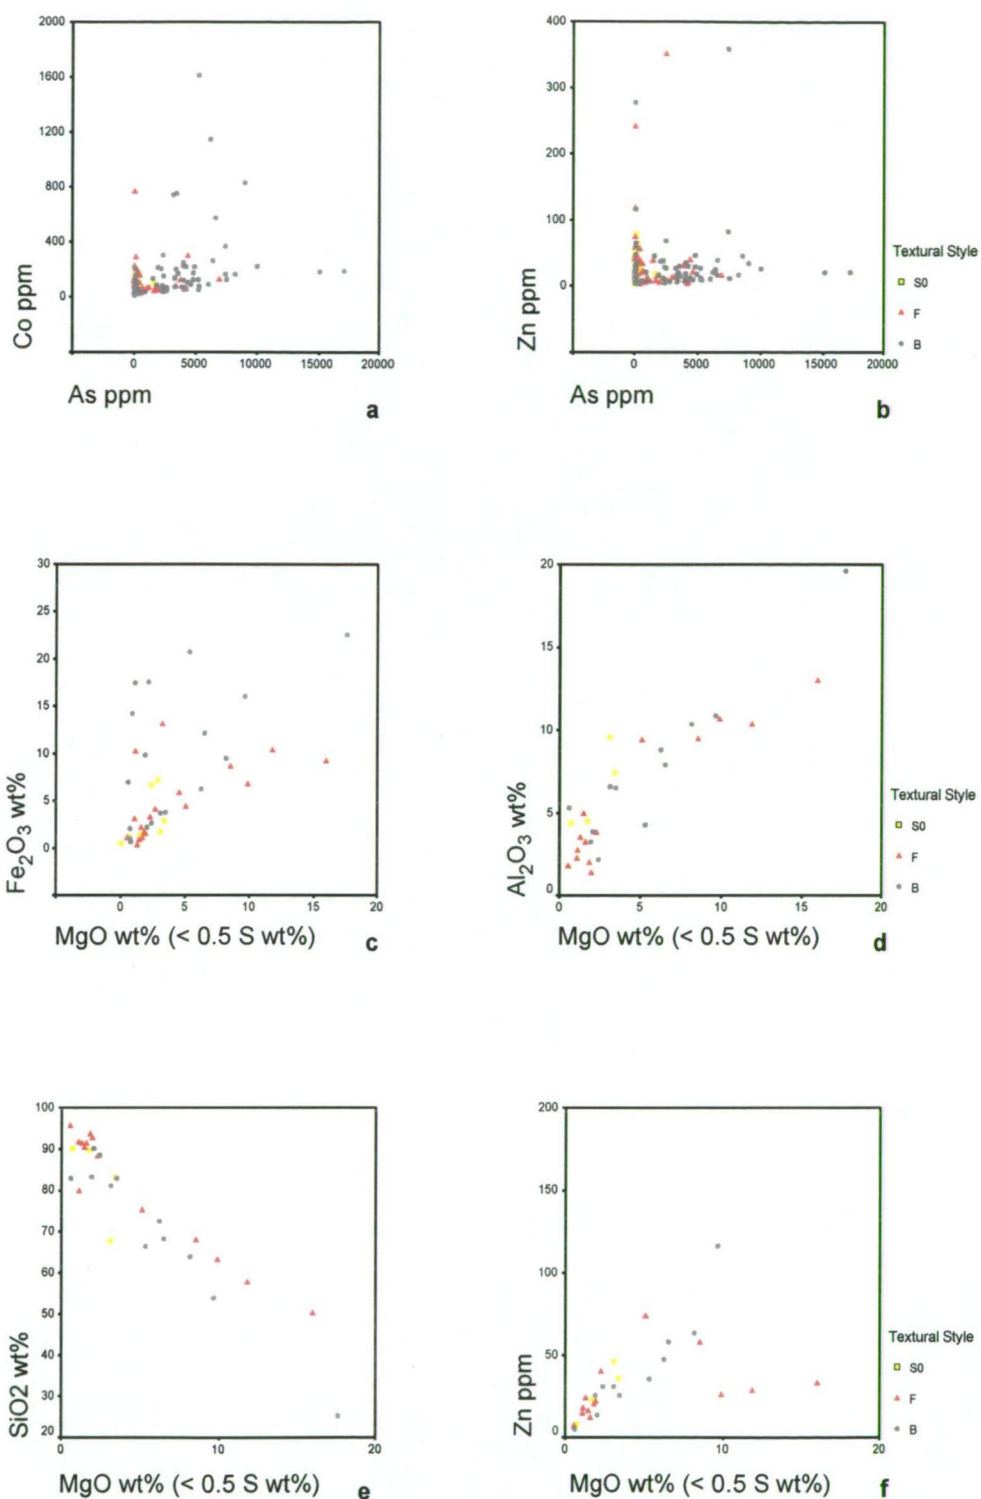 2000
1600
1200
800
400
0
Co ppm
0 5000 10000 15000 20000
As ppm
a
400
300
200
100
0
Zn ppm
0 5000 10000 15000 20000
As ppm
b
Textural Style
S0
F
B
30
25
20
15
10
5
0
Fe2O3 wt%
0 5 10 15 20
MgO wt% (< 0.5 S wt%)
c
20
15
10
5
0
Al2O3 wt%
0 5 10 15 20
MgO wt% (< 0.5 S wt%)
d
Textural Style
S0
F
B
100
90
80
70
60
50
40
30
20
SiO2 wt%
0 10 20
MgO wt% (< 0.5 S wt%)
e
200
150
100
50
0
Zn ppm
0 10 20
MgO wt% (< 0.5 S wt%)
f
Textural Style
S0
F
B